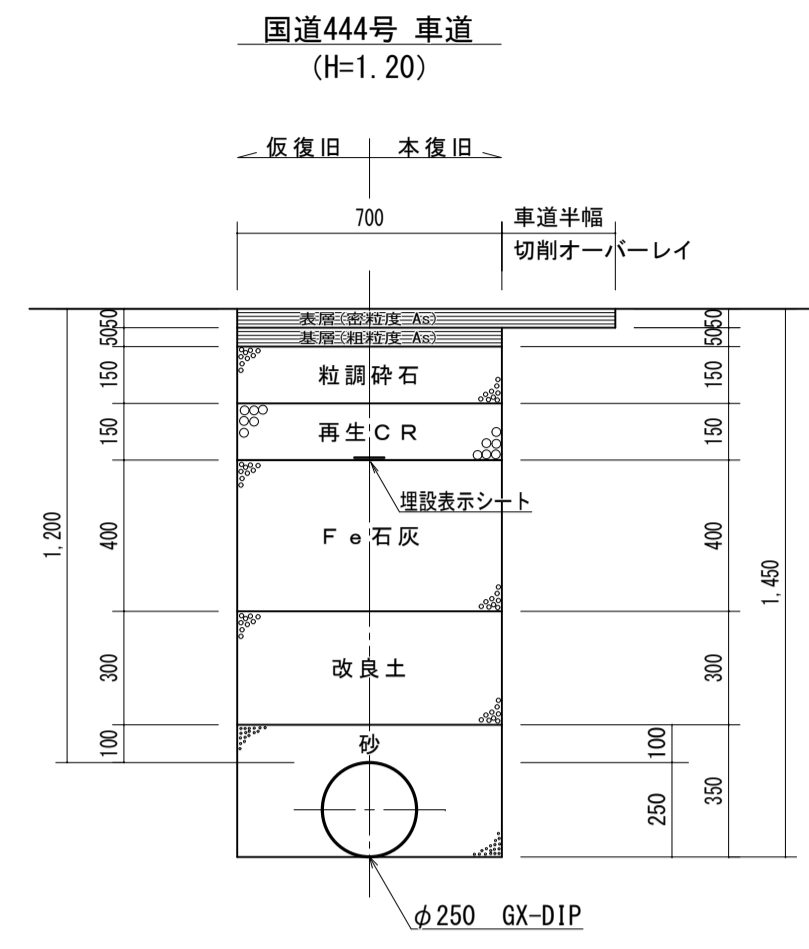 国道444号 車道
(H=1.20)
仮復旧 本復旧
700
車道半幅
切削オーバーレイ
表層(密粒度 As)
基層(粗粒度 As)
粒調砕石
再生CR
埋設表示シート
Fe石灰
改良土
砂
φ250 GX-DIP
1,200
50
50
150
150
400
300
100
50
50
150
150
400
300
100
250
350
1,450